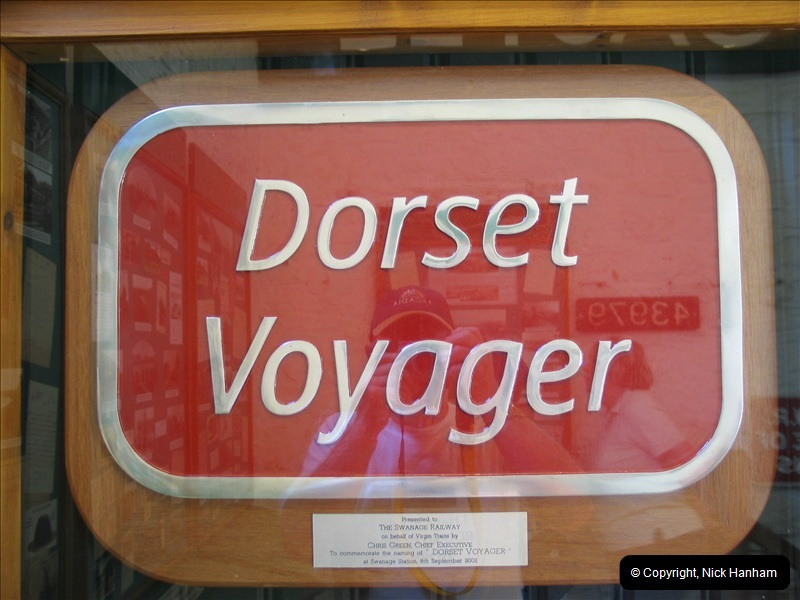 Dorset
Voyager
43979
Presented to
THE SWANAGE RAILWAY
on behalf of Virgin Trains by
CHRIS GREEN, CHIEF EXECUTIVE
To commemorate the naming of " DORSET VOYAGER "
at Swanage Station, 8th September 2002
© Copyright, Nick Hanham